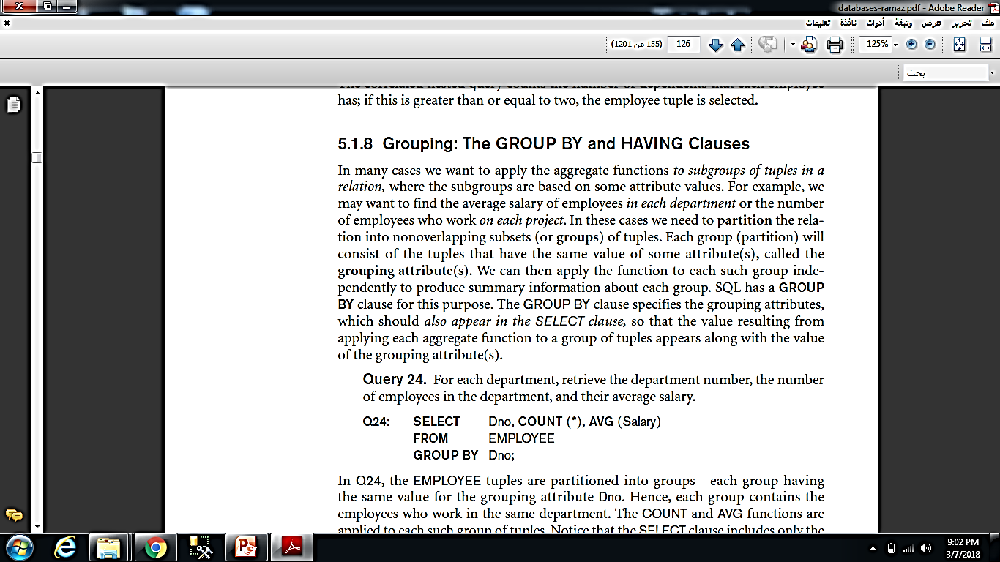 databases-ramaz.pdf - Adobe Reader
ملف تحرير عرض وثيقة أدوات نافذة تعليمات
(155 من 1201) 126 125%
بحث
has; if this is greater than or equal to two, the employee tuple is selected.
5.1.8 Grouping: The GROUP BY and HAVING Clauses
In many cases we want to apply the aggregate functions to subgroups of tuples in a
relation, where the subgroups are based on some attribute values. For example, we
may want to find the average salary of employees in each department or the number
of employees who work on each project. In these cases we need to partition the rela-
tion into nonoverlapping subsets (or groups) of tuples. Each group (partition) will
consist of the tuples that have the same value of some attribute(s), called the
grouping attribute(s). We can then apply the function to each such group inde-
pendently to produce summary information about each group. SQL has a GROUP
BY clause for this purpose. The GROUP BY clause specifies the grouping attributes,
which should also appear in the SELECT clause, so that the value resulting from
applying each aggregate function to a group of tuples appears along with the value
of the grouping attribute(s).
Query 24. For each department, retrieve the department number, the number
of employees in the department, and their average salary.
Q24: SELECT Dno, COUNT (*), AVG (Salary)
FROM EMPLOYEE
GROUP BY Dno;
In Q24, the EMPLOYEE tuples are partitioned into groups—each group having
the same value for the grouping attribute Dno. Hence, each group contains the
employees who work in the same department. The COUNT and AVG functions are
applied to each such group of tuples. Notice that the SELECT clause includes only the
9:02 PM
3/7/2018